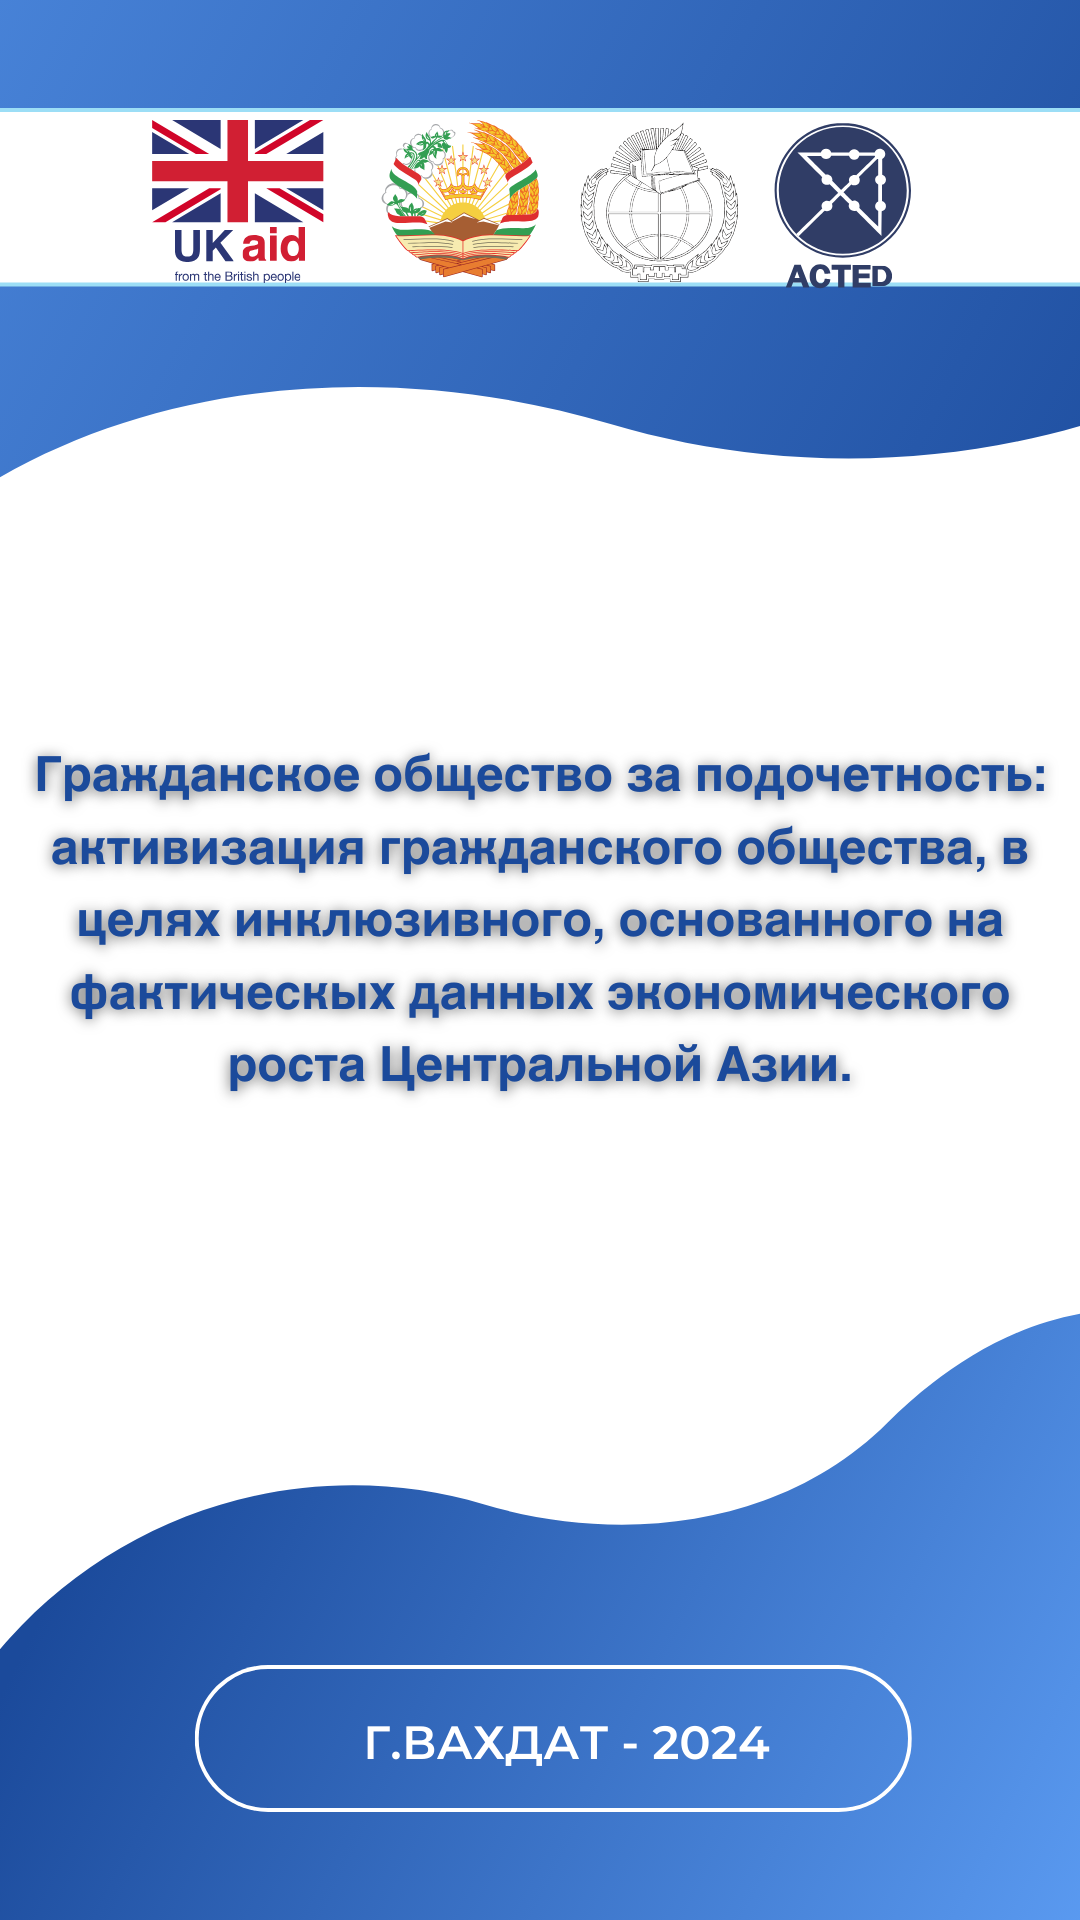 UK aid
from the British people
ACTED
Гражданское общество за подочетность:
активизация гражданского общества, в
целях инклюзивного, основанного на
фактическых данных экономического
роста Центральной Азии.
Г.ВАХДАТ - 2024